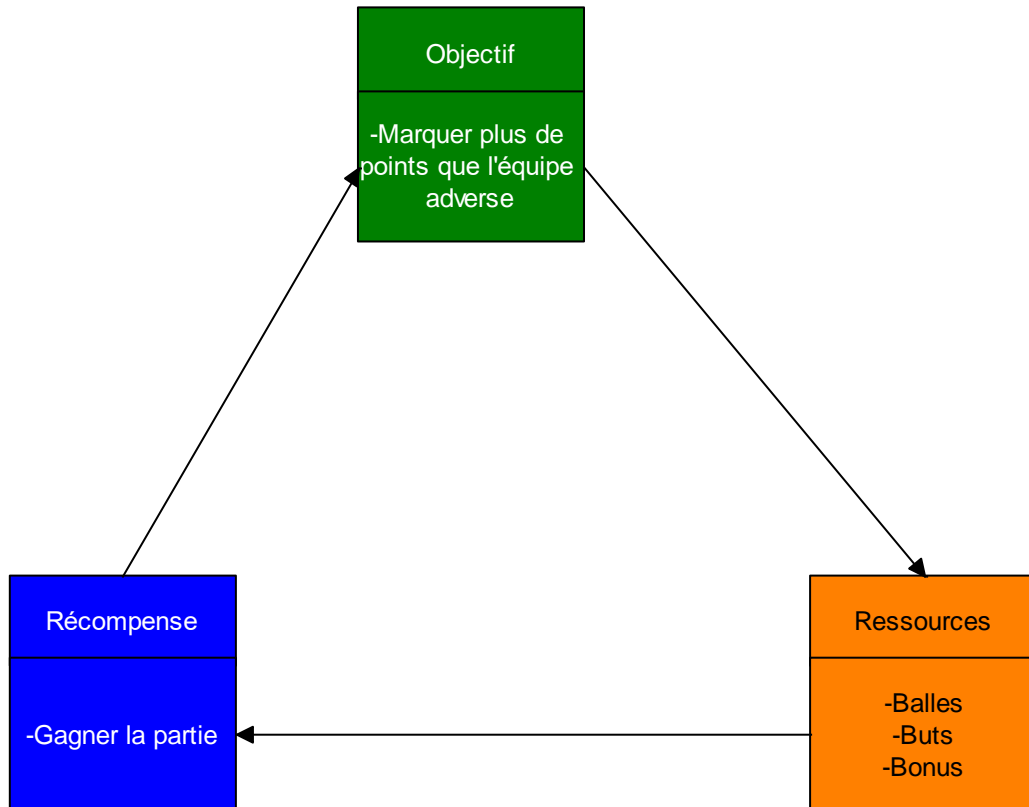 Objectif
-Marquer plus de
points que l'équipe
adverse
Récompense
-Gagner la partie
Ressources
-Balles
-Buts
-Bonus